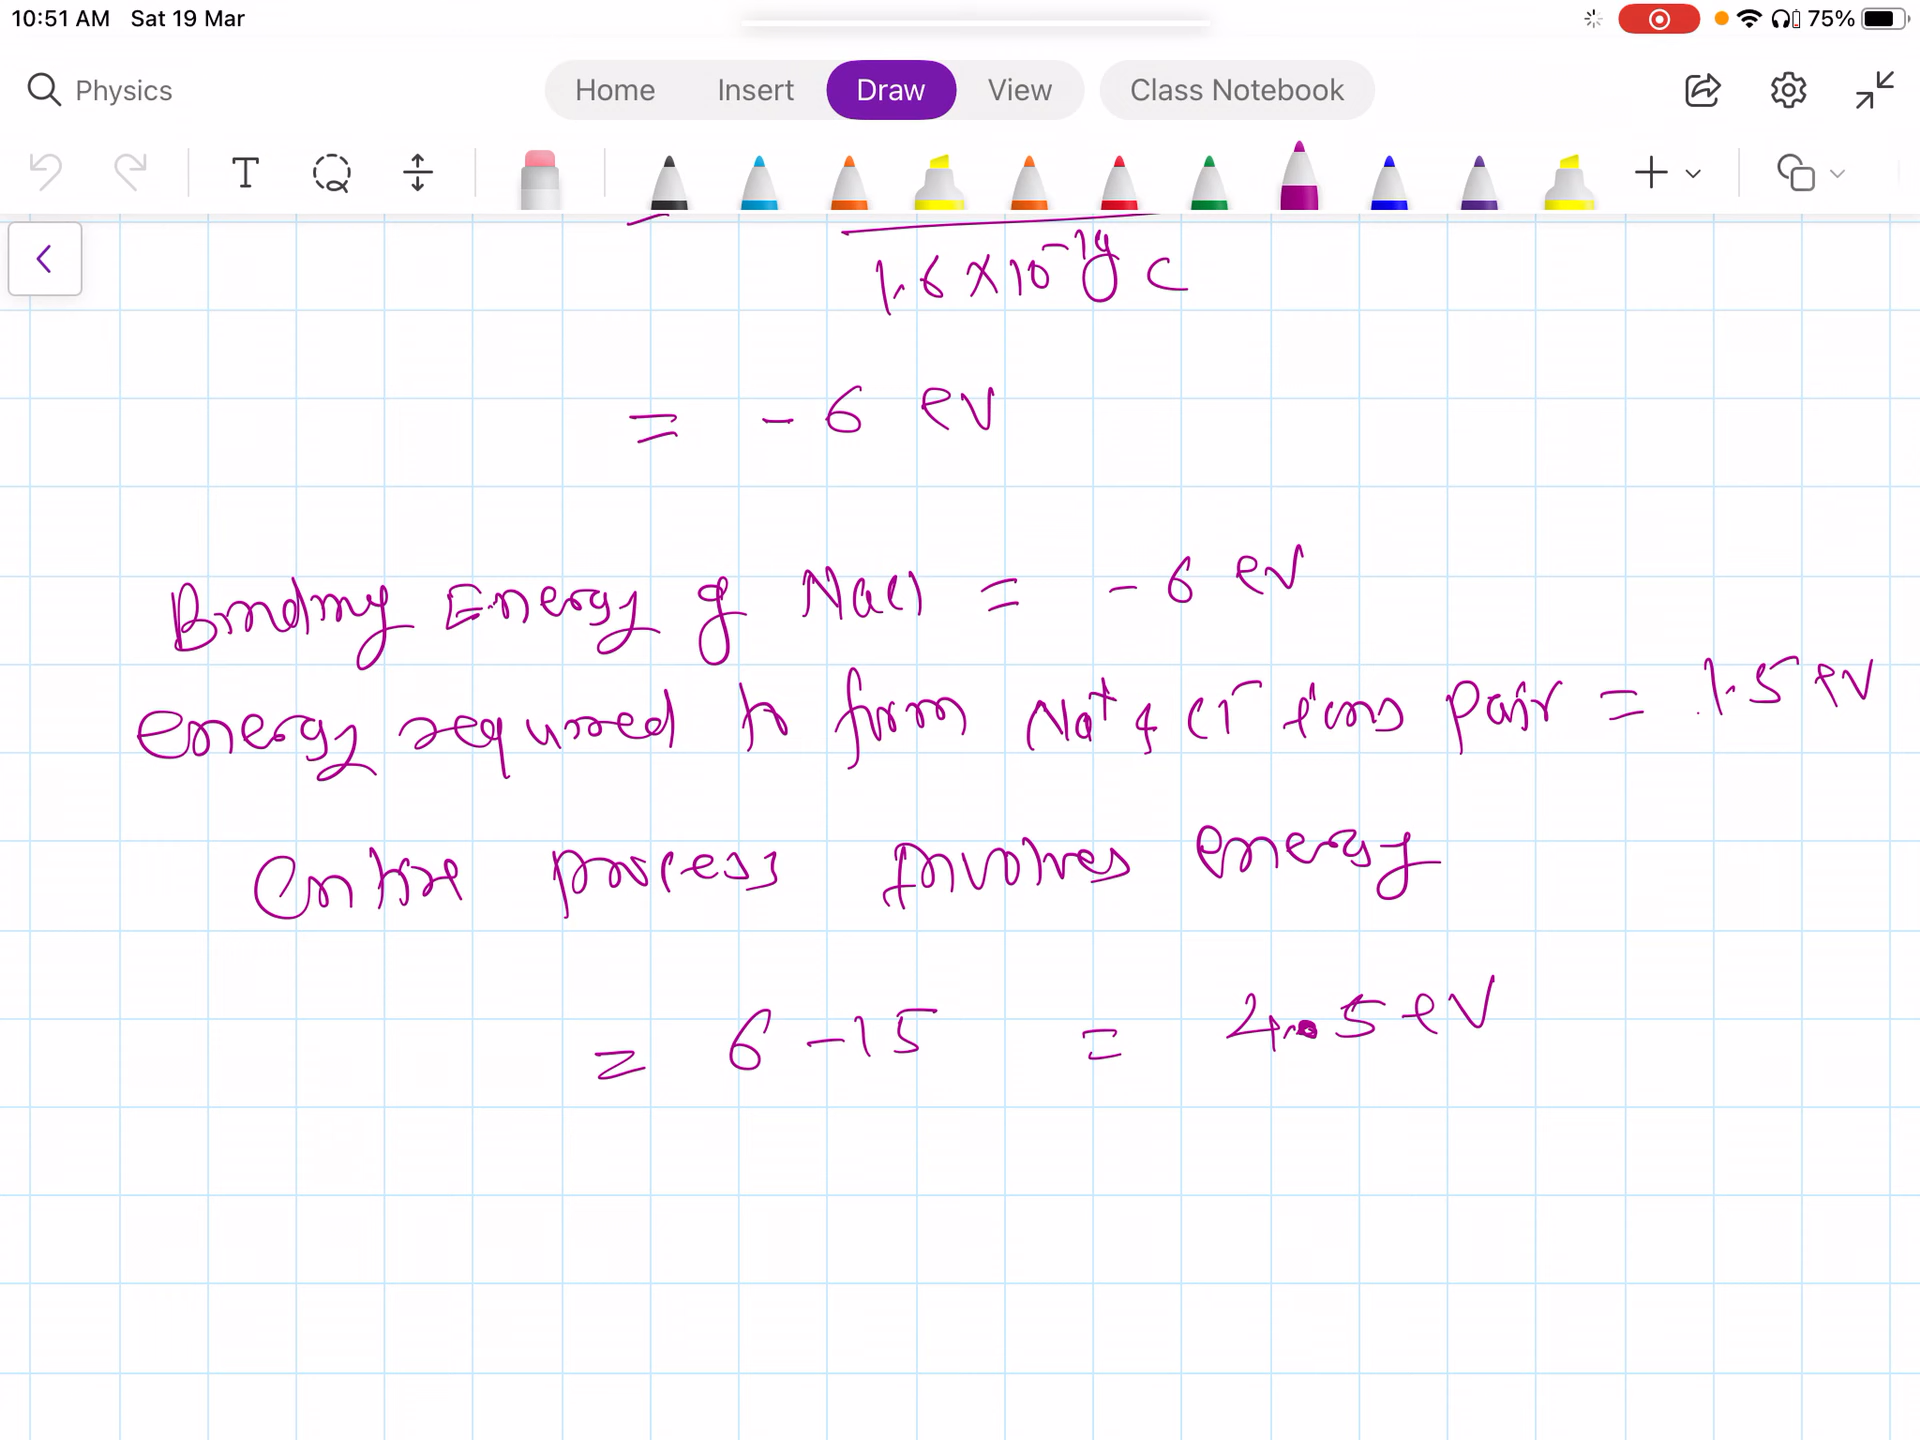 10:51 AM Sat 19 Mar 75%
Physics Home Insert Draw View Class Notebook
T
1.6 × 10⁻¹⁹ C
= - 6 eV
Binding Energy of NaCl = - 6 eV
energy required to form Na⁺ & Cl⁻ ions pair = 1.5 eV
Entire process involves energy
= 6 - 15 = 4.5 eV